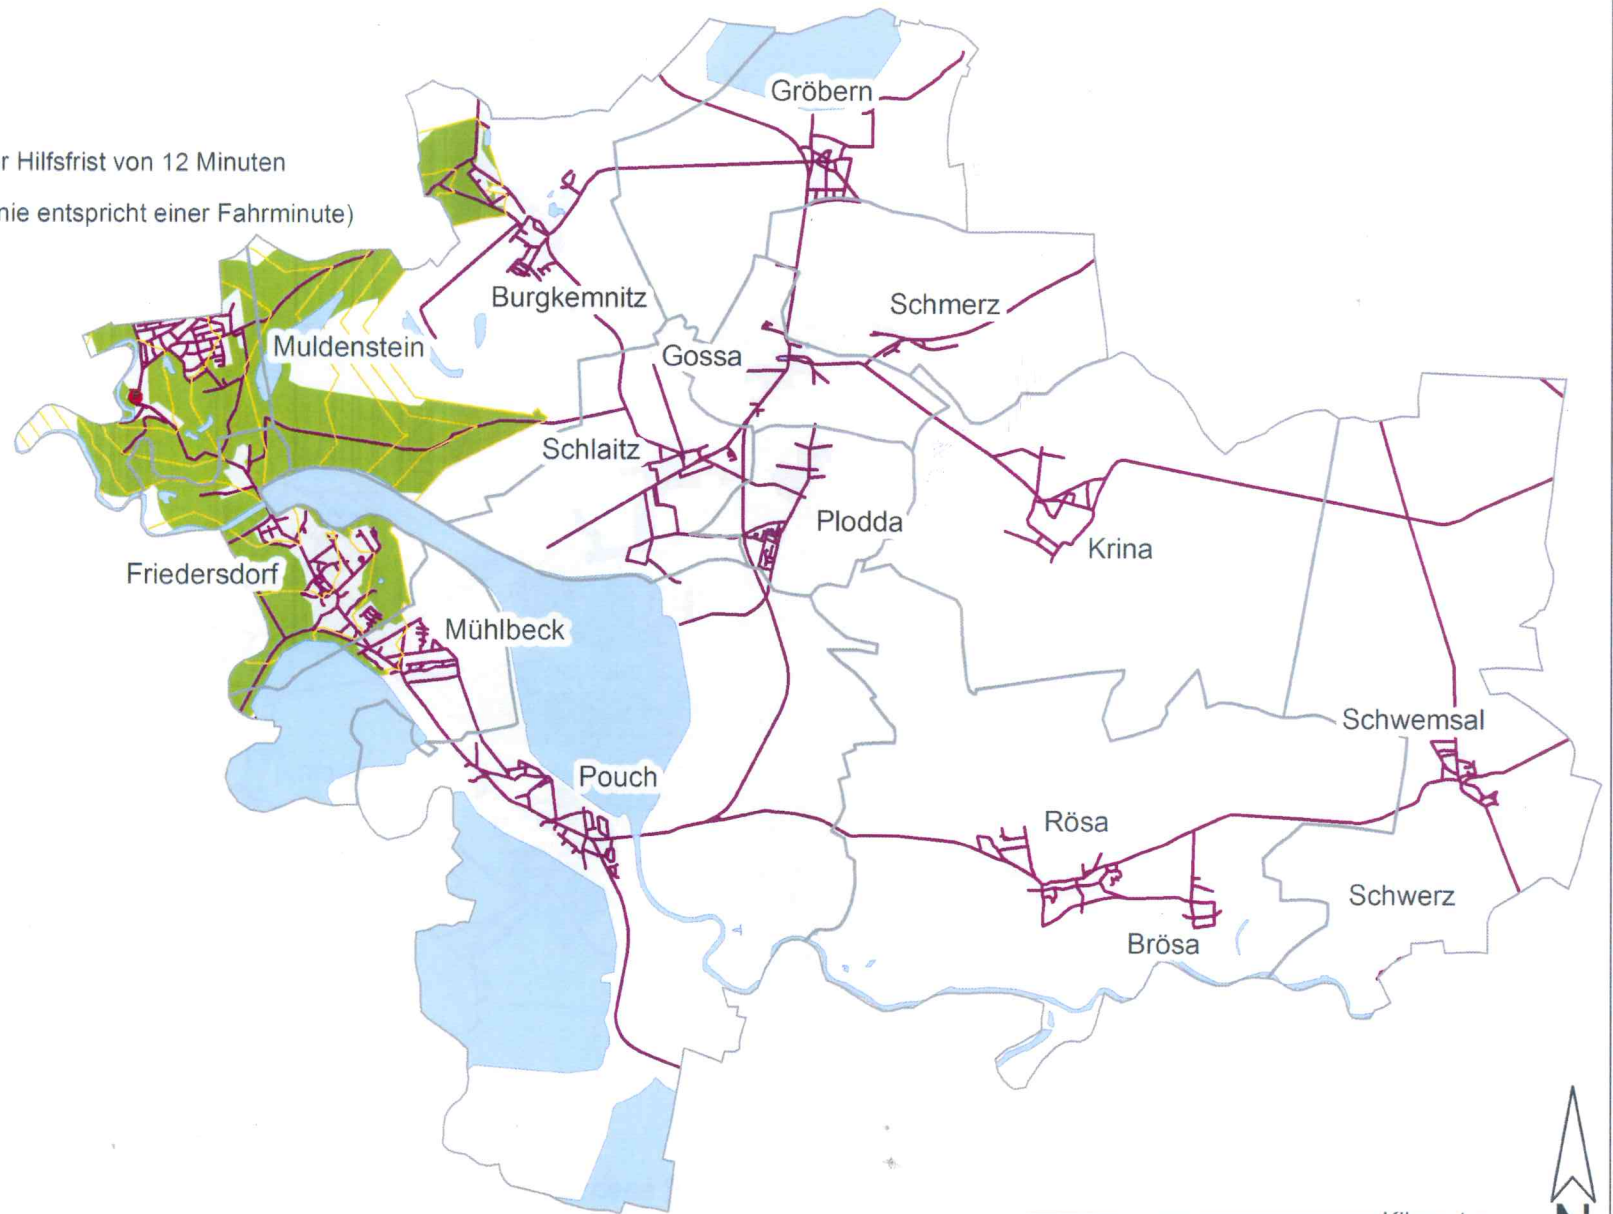 Gröbern
r Hilfsfrist von 12 Minuten
nie entspricht einer Fahrminute)
Burgkemnitz
Schmerz
Muldenstein
Gossa
Schlaitz
Plodda
Krina
Friedersdorf
Mühlbeck
Schwemsal
Pouch
Rösa
Schwerz
Brösa
N